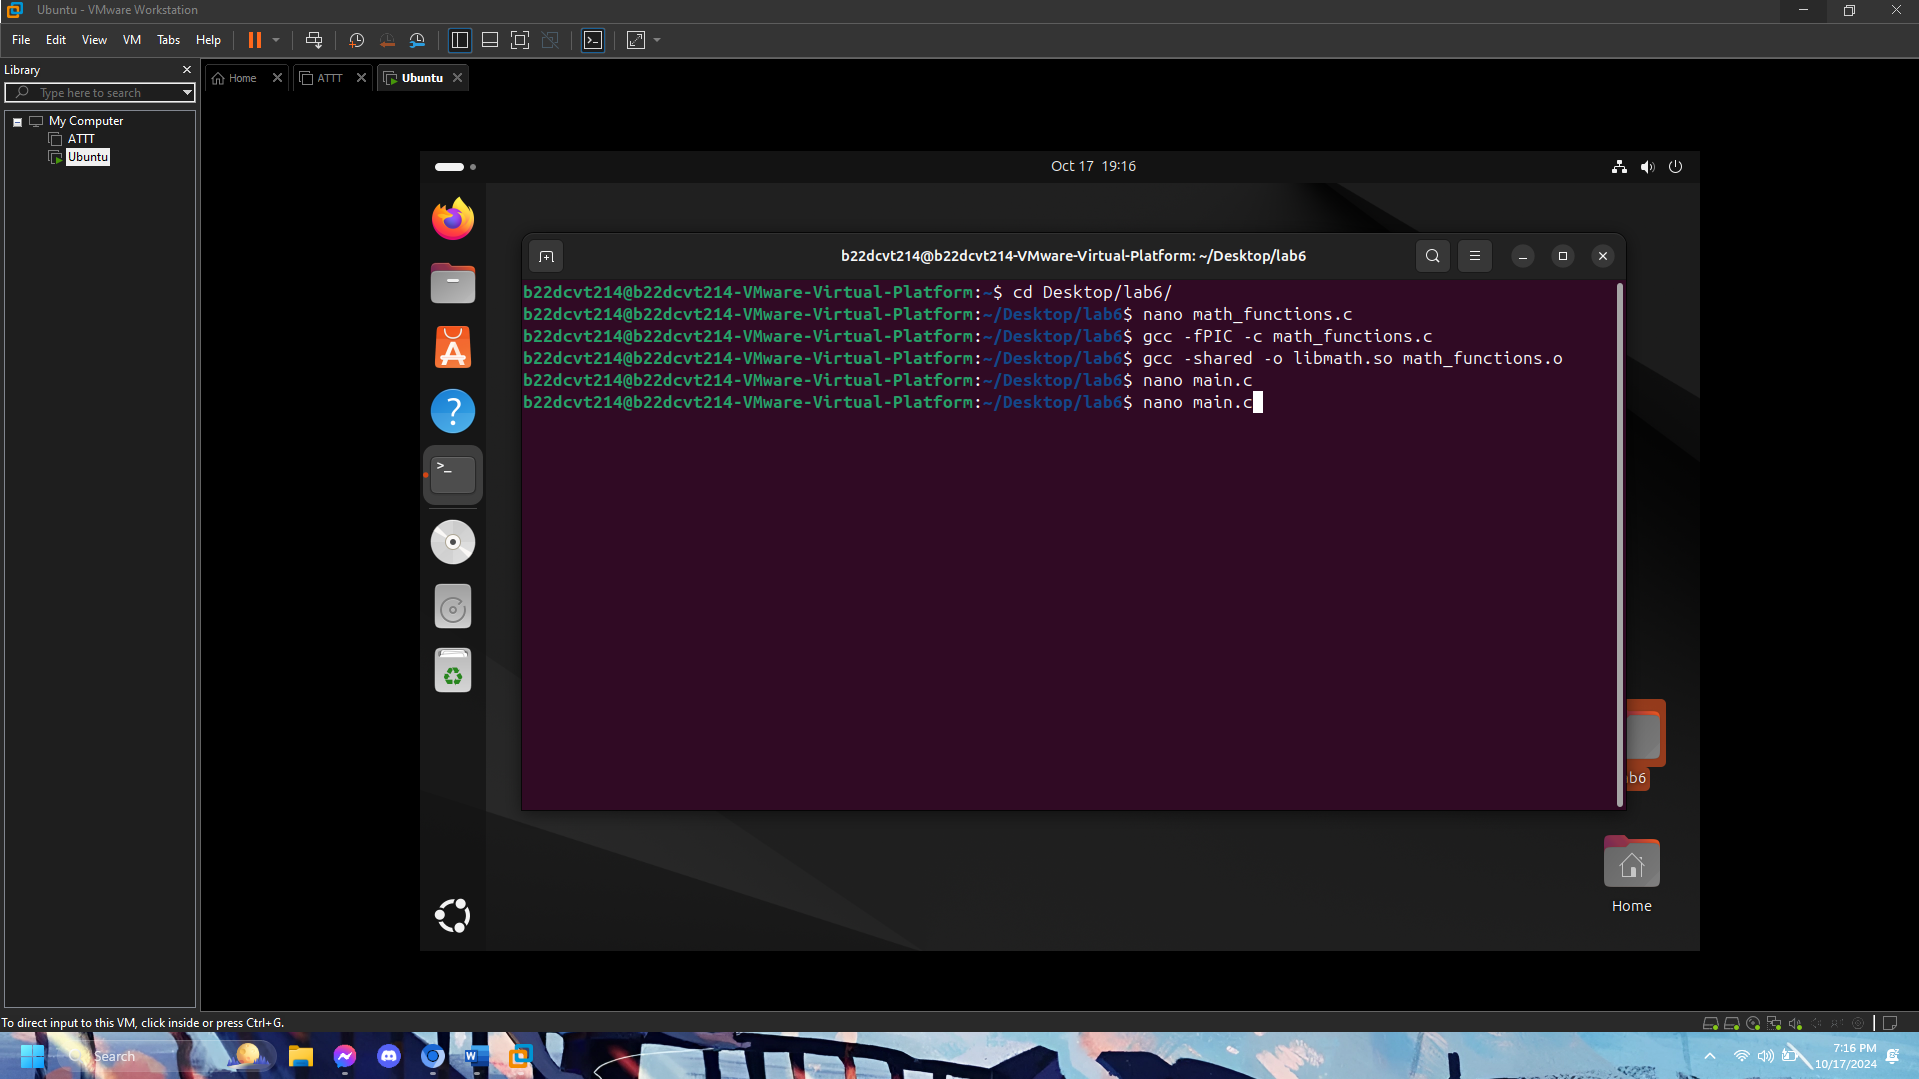 Ubuntu - VMware Workstation
File Edit View VM Tabs Help
Library
Type here to search
My Computer
ATTT
Ubuntu
Home
ATTT
Ubuntu
Oct 17 19:16
b22dcvt214@b22dcvt214-VMware-Virtual-Platform: ~/Desktop/lab6
b22dcvt214@b22dcvt214-VMware-Virtual-Platform:~$ cd Desktop/lab6/
b22dcvt214@b22dcvt214-VMware-Virtual-Platform:~/Desktop/lab6$ nano math_functions.c
b22dcvt214@b22dcvt214-VMware-Virtual-Platform:~/Desktop/lab6$ gcc -fPIC -c math_functions.c
b22dcvt214@b22dcvt214-VMware-Virtual-Platform:~/Desktop/lab6$ gcc -shared -o libmath.so math_functions.o
b22dcvt214@b22dcvt214-VMware-Virtual-Platform:~/Desktop/lab6$ nano main.c
b22dcvt214@b22dcvt214-VMware-Virtual-Platform:~/Desktop/lab6$ nano main.c
ab6
Home
To direct input to this VM, click inside or press Ctrl+G.
Search
7:16 PM
10/17/2024